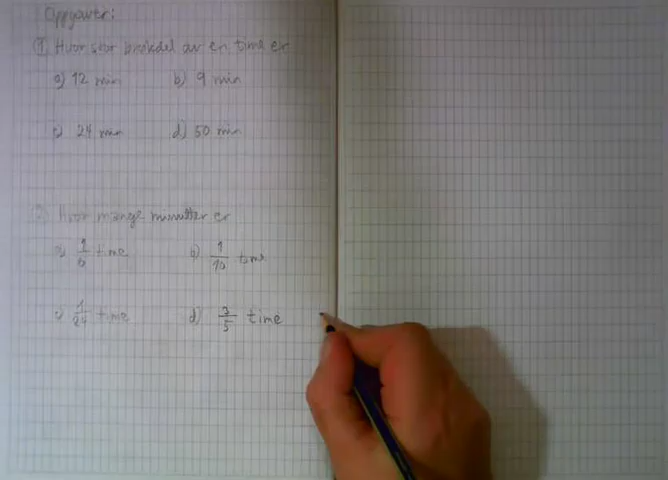 Oppgaver:
1) Hvor stor brøkdel av en time er
a) 12 min b) 9 min
c) 24 min d) 50 min
2) Hvor mange minutter er
a) 1/6 time b) 1/10 time
c) 1/24 time d) 3/5 time